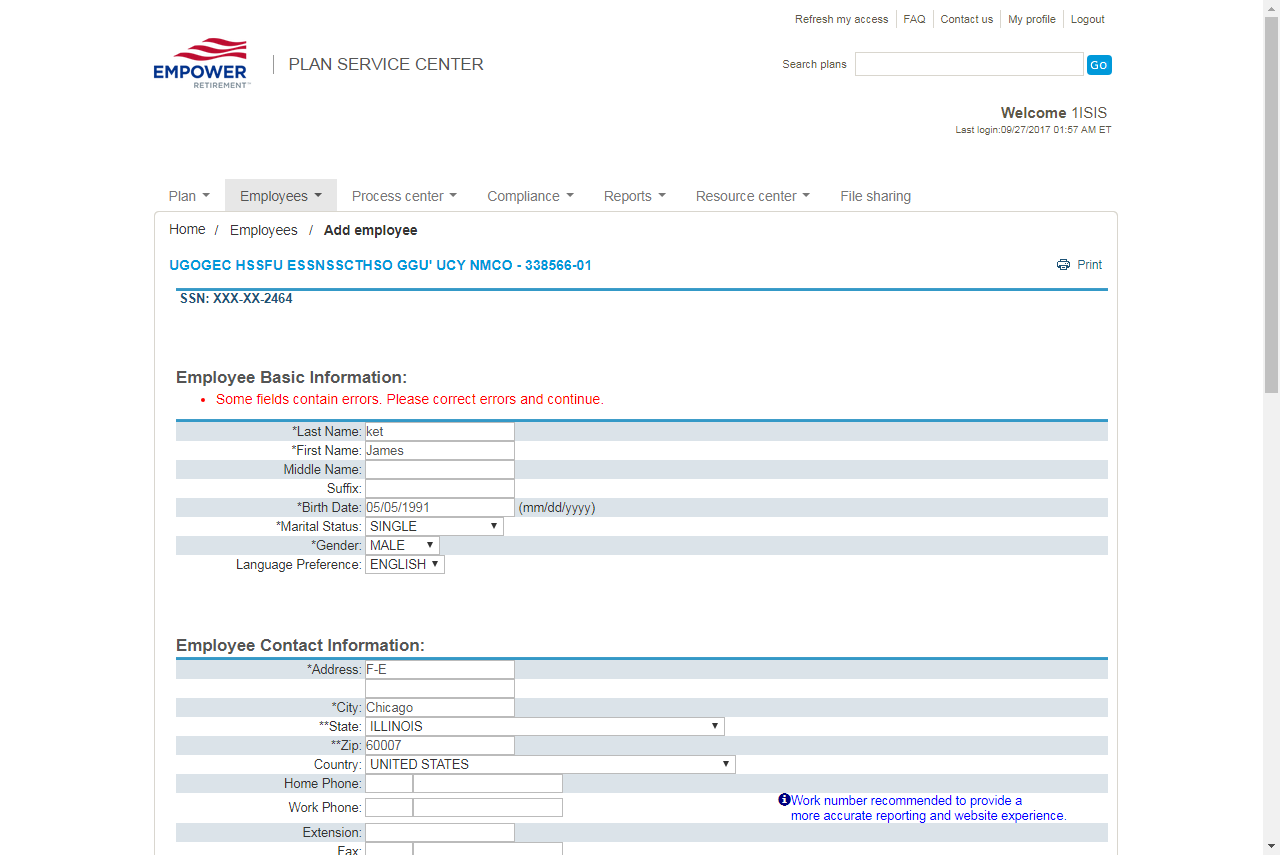 Refresh my access FAQ Contact us My profile Logout
EMPOWER
RETIREMENT™
PLAN SERVICE CENTER
Search plans Go
Welcome 1ISIS
Last login:09/27/2017 01:57 AM ET
Plan Employees Process center Compliance Reports Resource center File sharing
Home / Employees / Add employee
UGOGEC HSSFU ESSNSSCTHSO GGU' UCY NMCO - 338566-01
Print
SSN: XXX-XX-2464
Employee Basic Information:
• Some fields contain errors. Please correct errors and continue.
*Last Name: ket
*First Name: James
Middle Name:
Suffix:
*Birth Date: 05/05/1991 (mm/dd/yyyy)
*Marital Status: SINGLE
*Gender: MALE
Language Preference: ENGLISH
Employee Contact Information:
*Address: F-E
*City: Chicago
**State: ILLINOIS
**Zip: 60007
Country: UNITED STATES
Home Phone:
Work Phone:
Work number recommended to provide a
more accurate reporting and website experience.
Extension:
Fax: